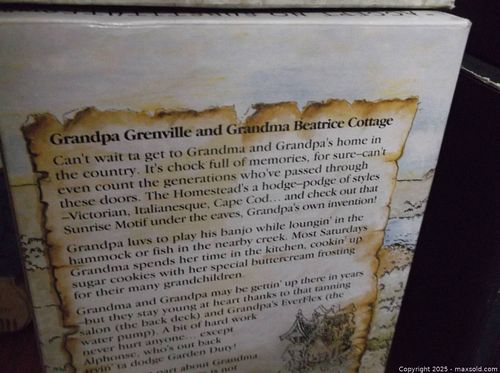 Grandpa Grenville and Grandma Beatrice Cottage
Can't wait ta get to Grandma and Grandpa's home in
the country. It's chock full of memories, for sure–can't
even count the generations who've passed through
these doors. The Homestead's a hodge–podge of styles
–Victorian, Italianesque, Cape Cod... and check out that
Sunrise Motif under the eaves, Grandpa's own invention!
Grandpa luvs to play his banjo while loungin' in the
hammock or fish in the nearby creek. Most Saturdays
Grandma spends her time in the kitchen, cookin' up
sugar cookies with her special buttercream frosting
for their many grandchildren.
Grandma and Grandpa may be gettin' up there in years
but they stay young at heart thanks to that tanning
salon (the back deck) and Grandpa's EverFlex (the
water pump). A bit of hard work
never hurt anyone... except
Alphonse, who's out back
tryin' ta dodge Garden Duty!
part about Grandma
is not
Copyright 2025 - maxsold.com